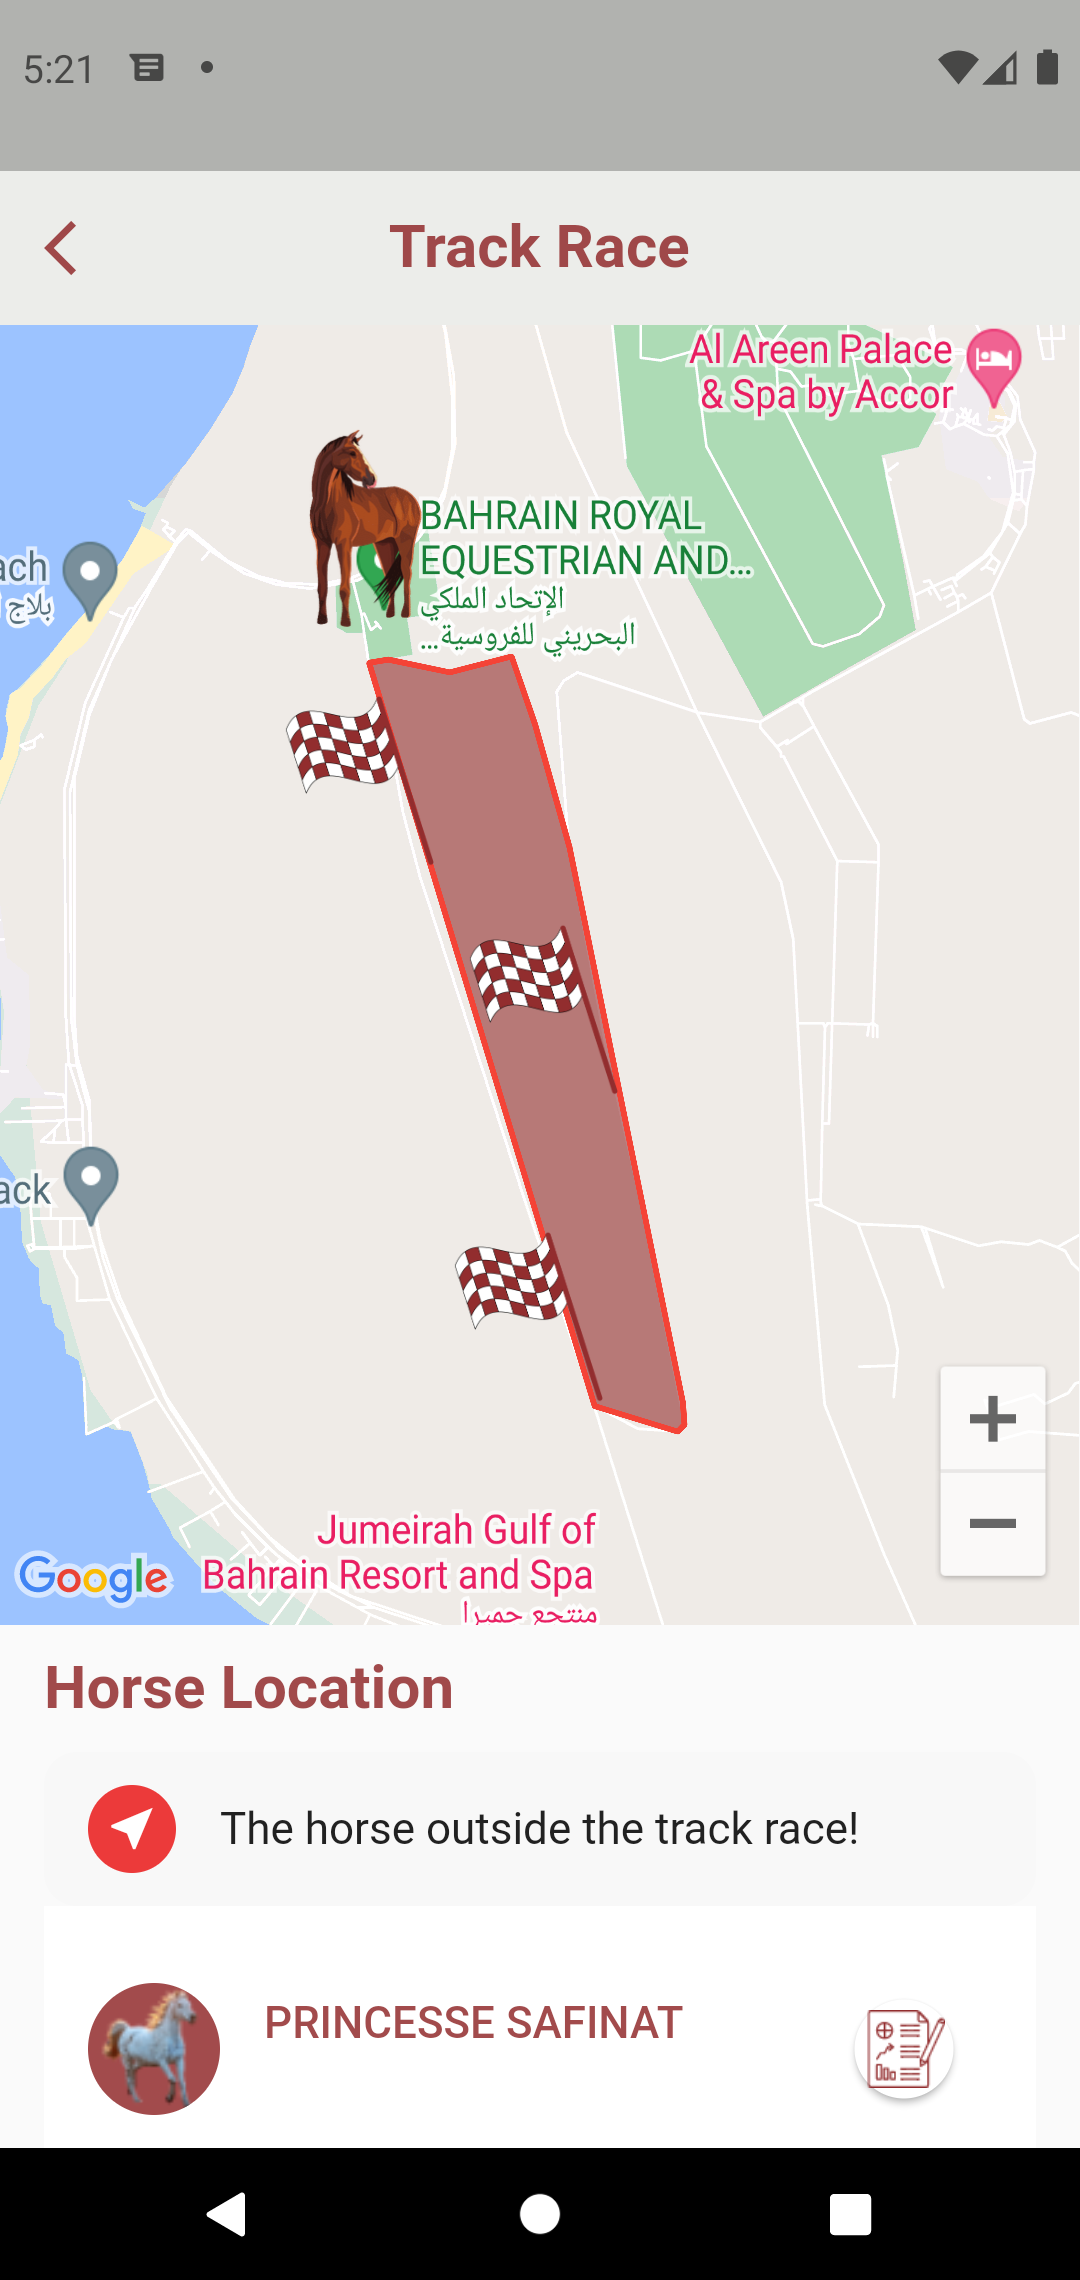 5:21
Track Race
Al Areen Palace
& Spa by Accor
BAHRAIN ROYAL
EQUESTRIAN AND...
الإتحاد الملكي
البحريني للفروسية...
ach
بلاج
ack
Jumeirah Gulf of
Bahrain Resort and Spa
منتجع جميرا
Google
Horse Location
The horse outside the track race!
PRINCESSE SAFINAT